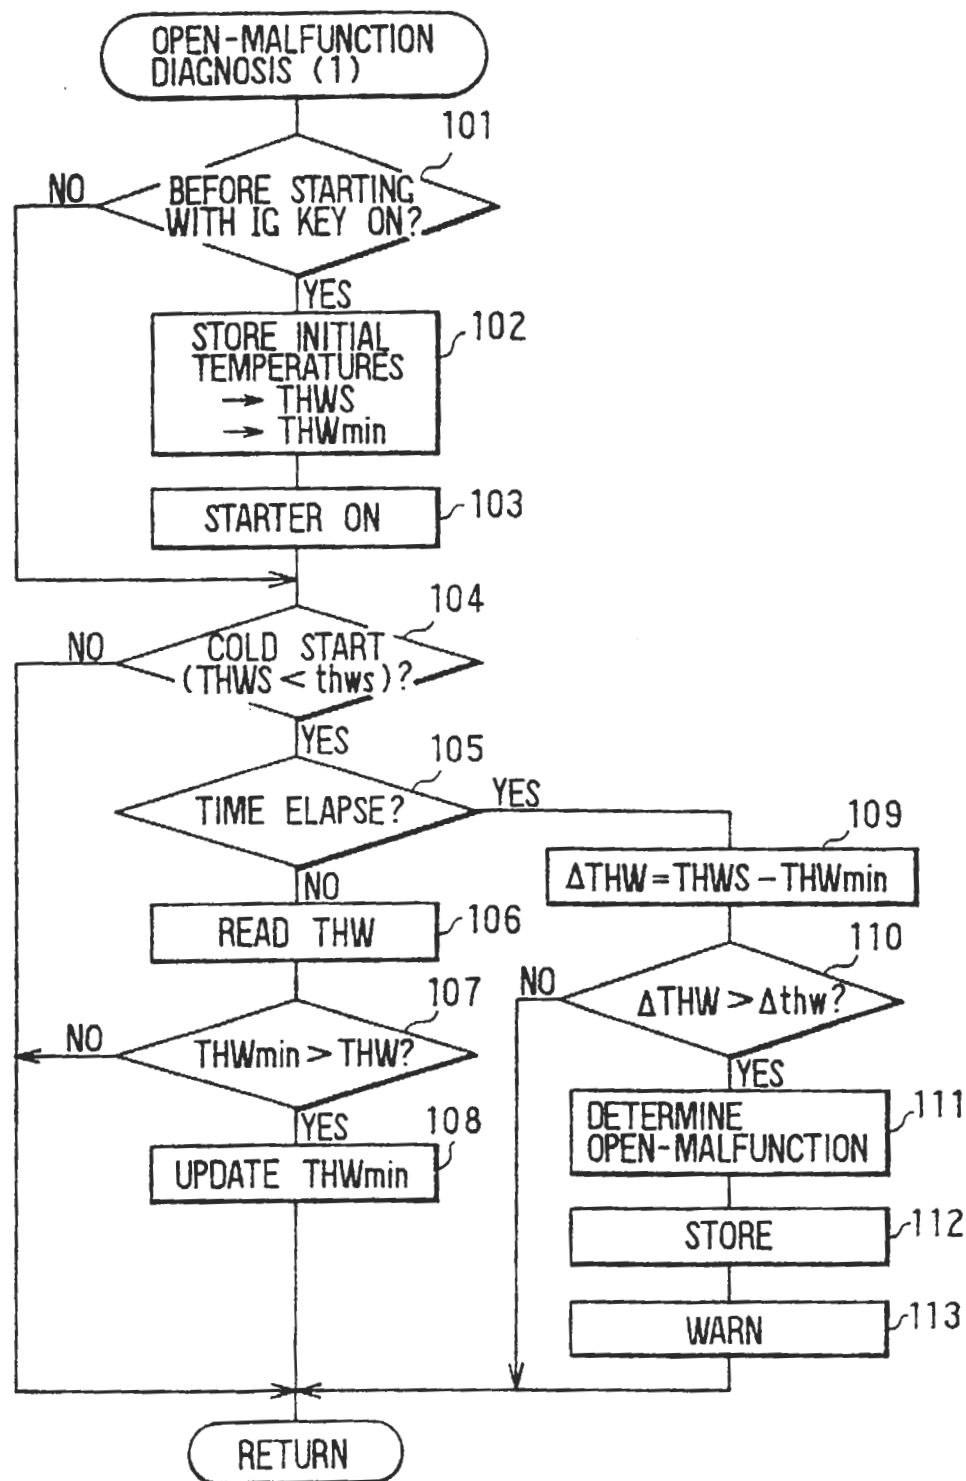 OPEN-MALFUNCTION
DIAGNOSIS (1)
101
NO
BEFORE STARTING
WITH IG KEY ON?
YES
102
STORE INITIAL
TEMPERATURES
→ THWS
→ THWmin
103
STARTER ON
104
NO
COLD START
(THWS < thws)?
YES
105
TIME ELAPSE?
YES
NO
109
ΔTHW = THWS - THWmin
106
READ THW
110
NO
ΔTHW > Δthw?
107
NO
THWmin > THW?
YES
YES
111
DETERMINE
OPEN-MALFUNCTION
108
UPDATE THWmin
112
STORE
113
WARN
RETURN